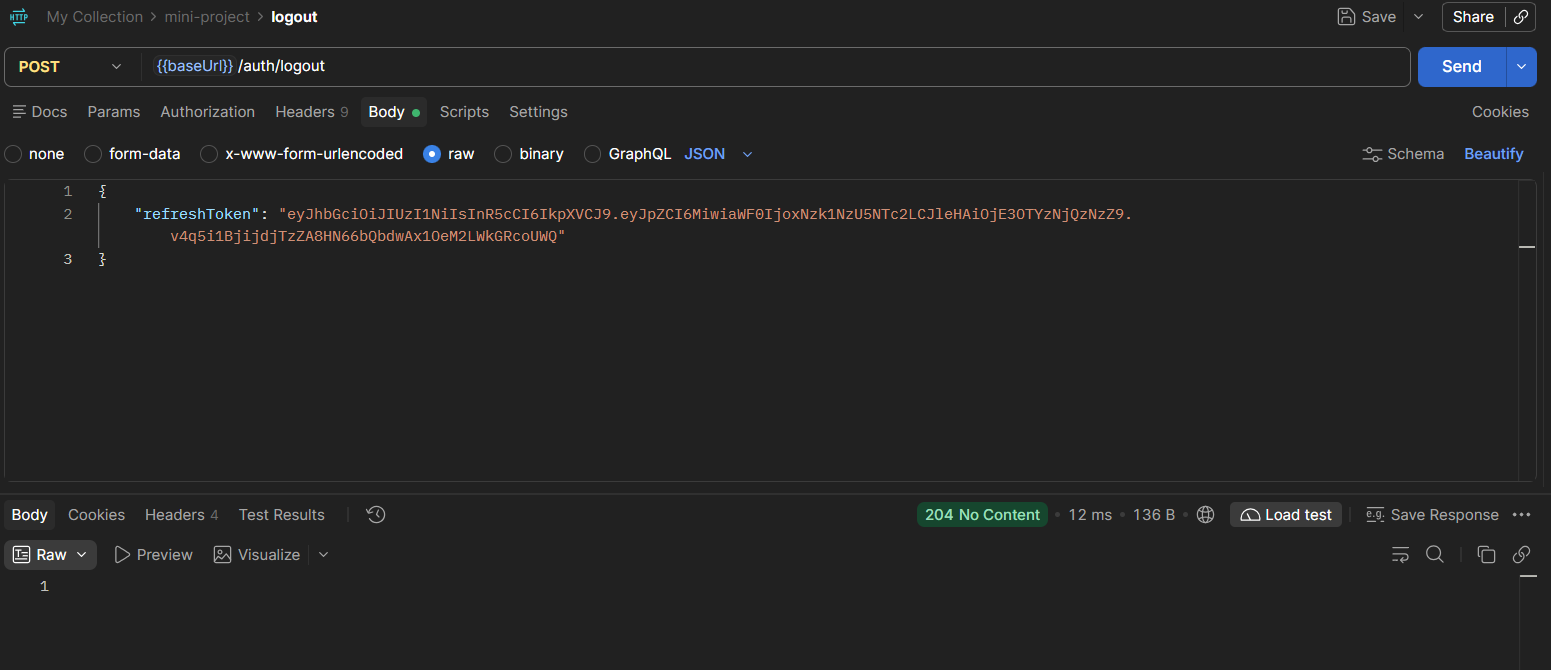 HTTP My Collection > mini-project > logout Save Share
POST {{baseUrl}} /auth/logout Send
Docs Params Authorization Headers 9 Body Scripts Settings Cookies
none form-data x-www-form-urlencoded raw binary GraphQL JSON Schema Beautify
1 {
2 "refreshToken": "eyJhbGciOiJIUzI1NiIsInR5cCI6IkpXVCJ9.eyJpZCI6MiwiaWF0IjoxNzk1NzU5NTc2LCJleHAiOjE3OTYzNjQzNzZ9.
v4q5i1BjijdjTzZA8HN66bQbdwAx1OeM2LWkGRcoUWQ"
3 }
Body Cookies Headers 4 Test Results 204 No Content • 12 ms • 136 B • Load test e.g. Save Response
Raw Preview Visualize
1